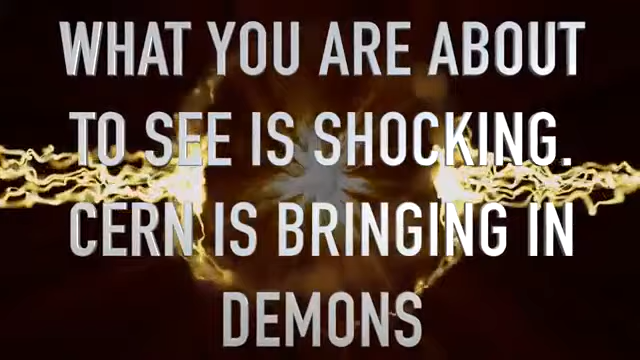 WHAT YOU ARE ABOUT
TO SEE IS SHOCKING.
CERN IS BRINGING IN
DEMONS